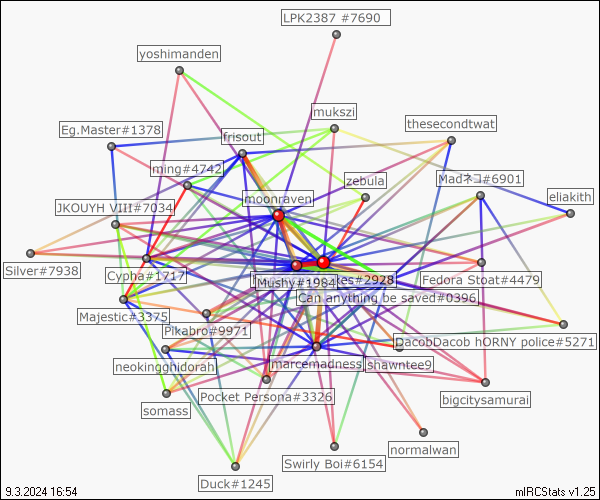 LPK2387 #7690
yoshimanden
mukszi
thesecondtwat
Eg.Master#1378
frisout
ming#4742
zebula
Madネコ#6901
moonraven
eliakith
JKOUYH VIII#7034
Silver#7938
Cypha#1717
Mushy#1984
kes#2928
Fedora Stoat#4479
Can anything be saved#0396
Majestic#3375
Pikabro#9971
DacobDacob hORNY police#5271
neokingghidorah
marcemadness
shawntee9
Pocket Persona#3326
bigcitysamurai
somass
normalwan
Swirly Boi#6154
Duck#1245
9.3.2024 16:54
mIRCStats v1.25